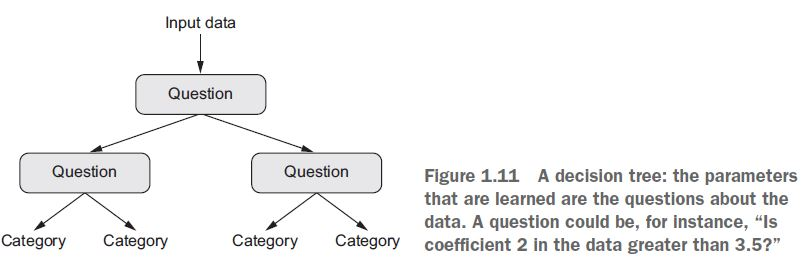 Input data
Question
Question Question
Category Category Category Category
Figure 1.11 A decision tree: the parameters
that are learned are the questions about the
data. A question could be, for instance, “Is
coefficient 2 in the data greater than 3.5?”